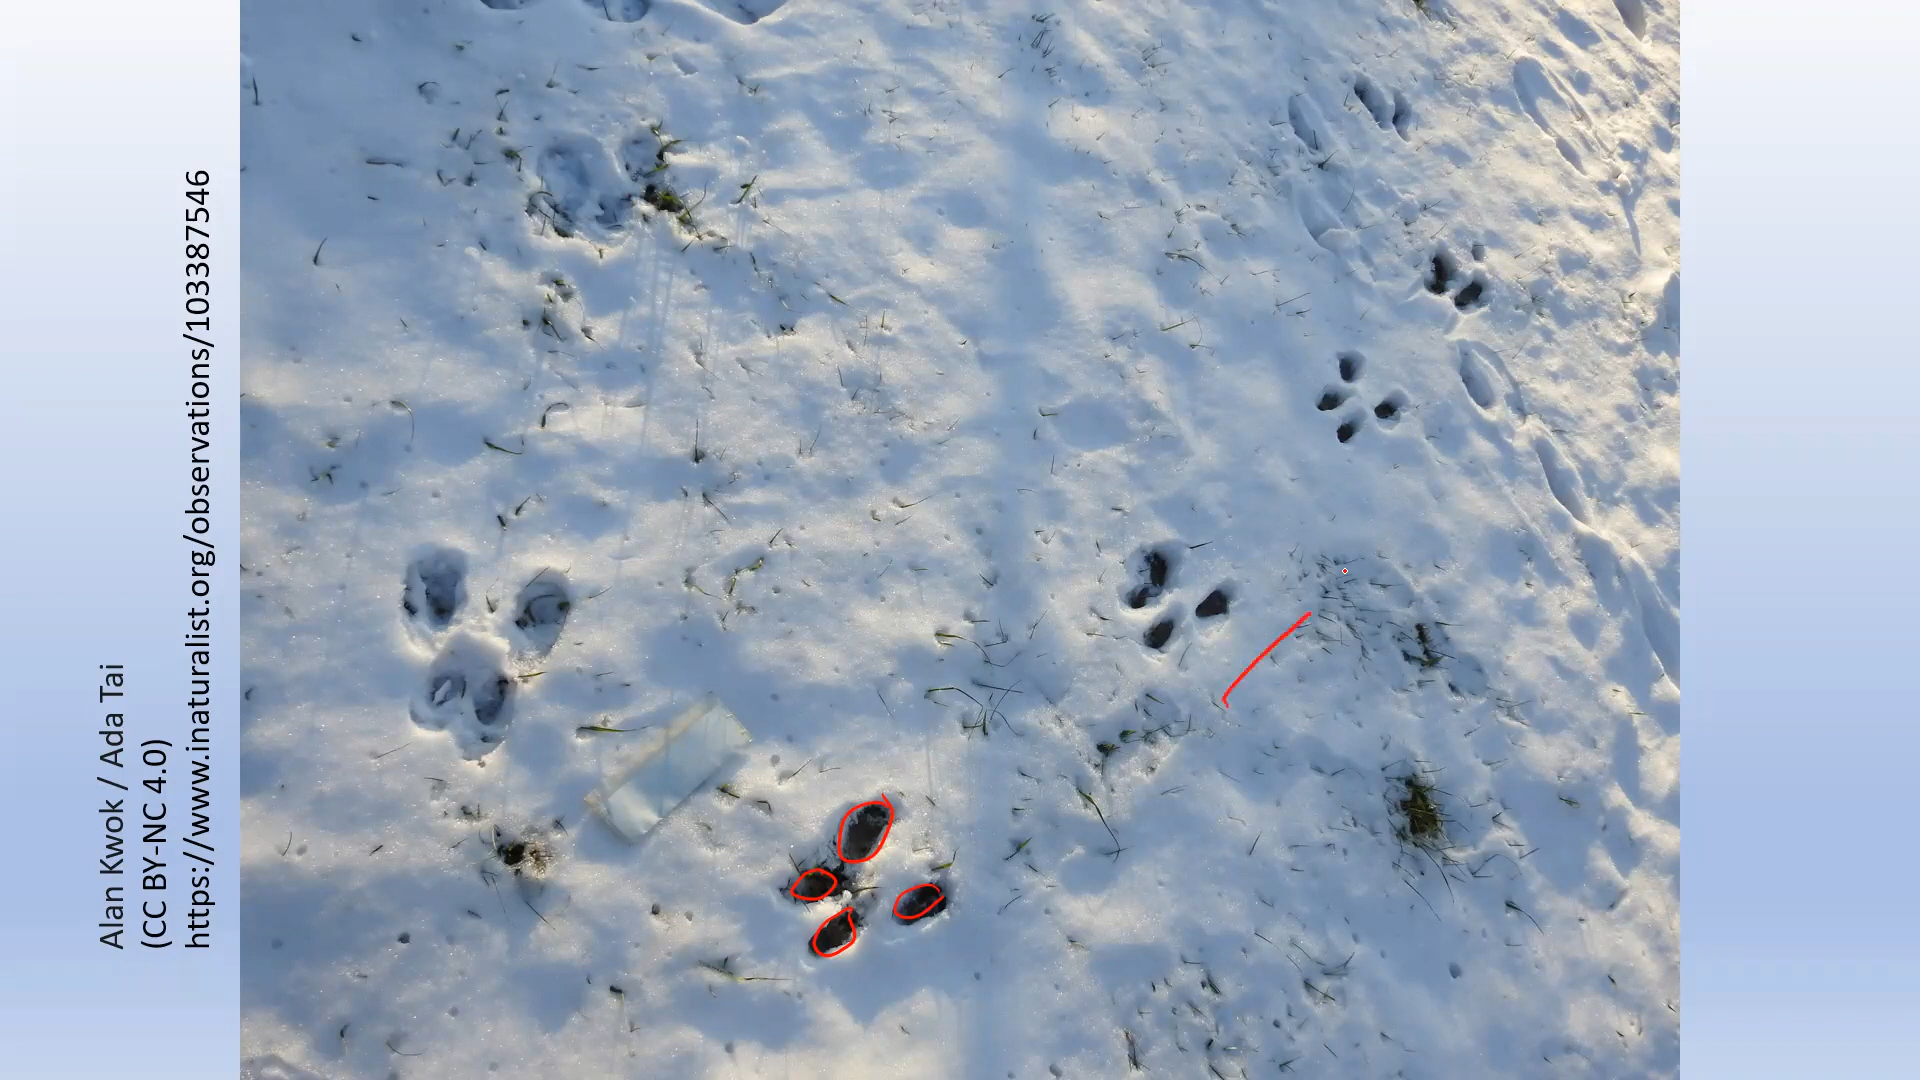 Alan Kwok / Ada Tai
(CC BY-NC 4.0)
https://www.inaturalist.org/observations/103387546